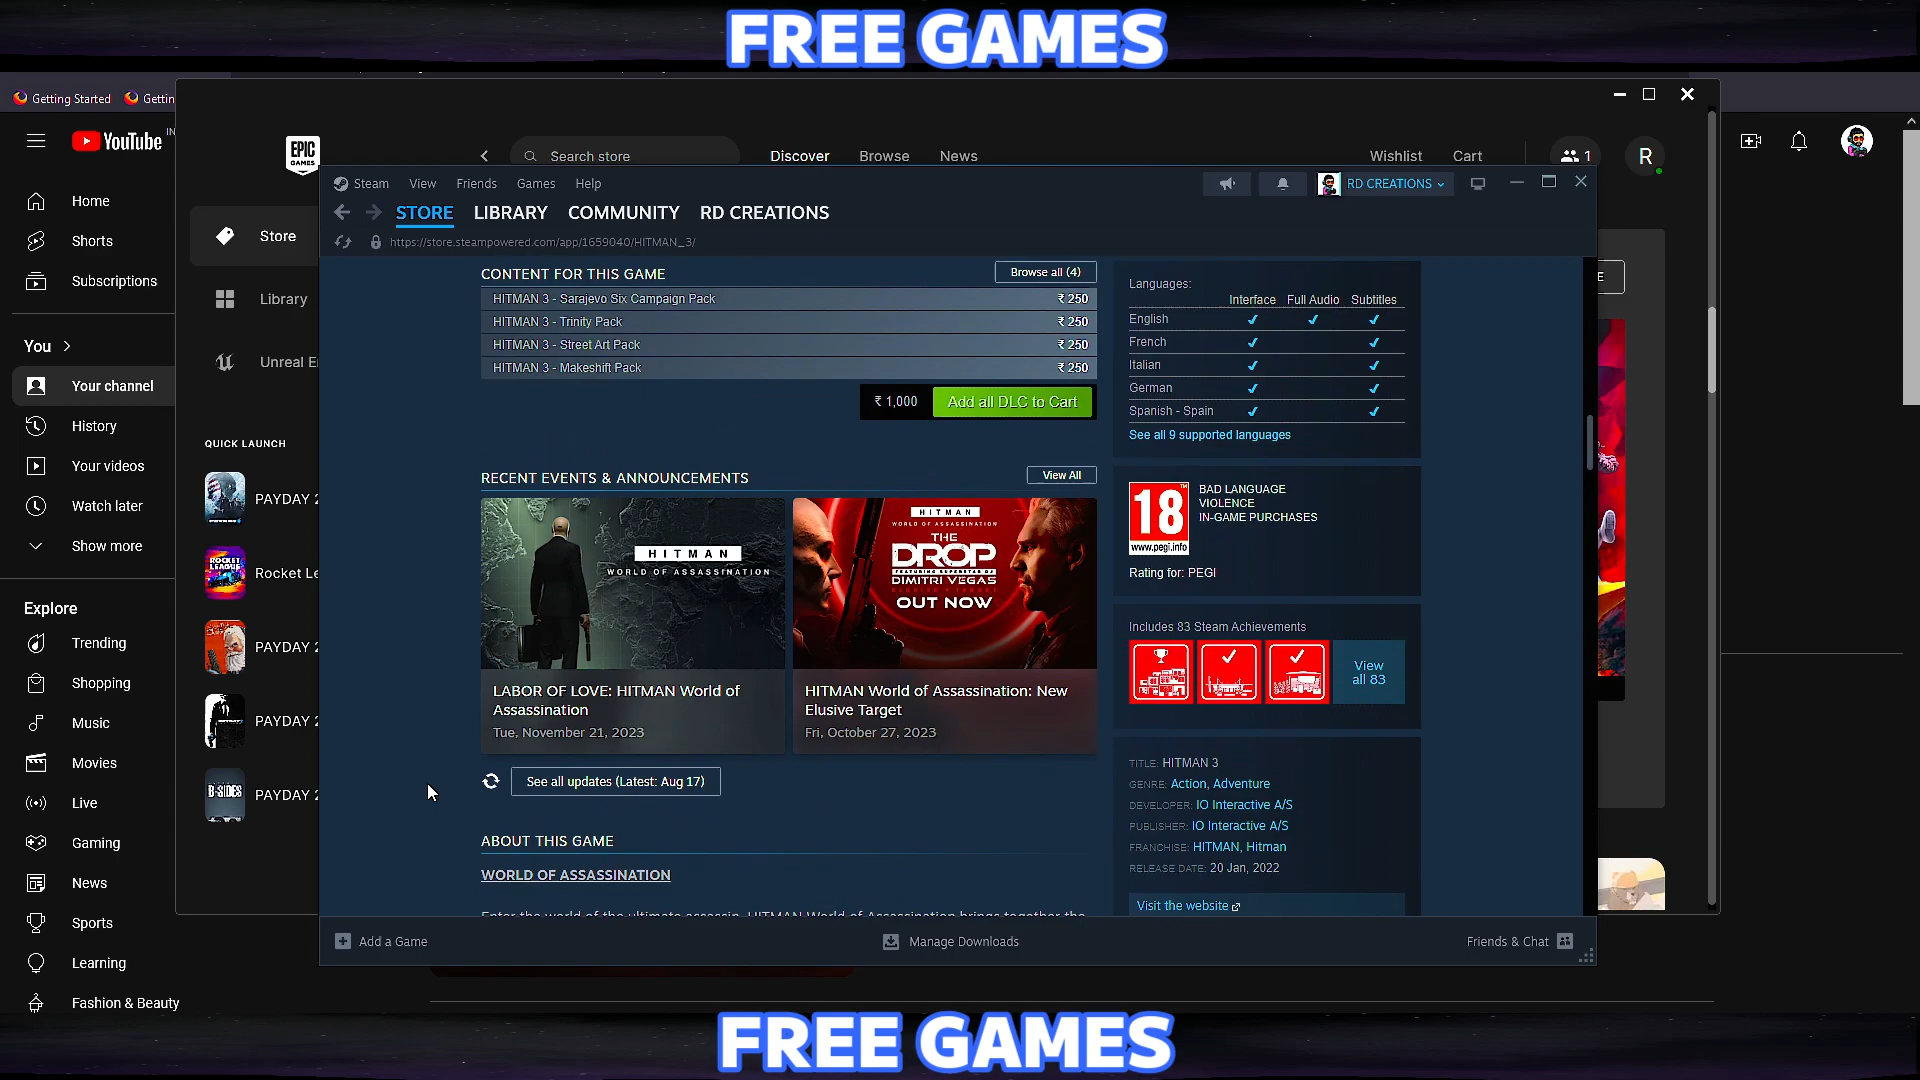 FREE GAMES
Getting Started
Gettin
YouTube
IN
Home
Shorts
Subscriptions
You
Your channel
History
Your videos
Watch later
Show more
Explore
Trending
Shopping
Music
Movies
Live
Gaming
News
Sports
Learning
Fashion & Beauty
EPIC
GAMES
Search store
Discover
Browse
News
Wishlist
Cart
1
R
Store
Library
Unreal E
QUICK LAUNCH
PAYDAY 2
Rocket Le
PAYDAY 2
PAYDAY 2
PAYDAY 2
ROCKET
LEAGUE
B-SIDES
E
Steam
View
Friends
Games
Help
RD CREATIONS
STORE
LIBRARY
COMMUNITY
RD CREATIONS
https://store.steampowered.com/app/1659040/HITMAN_3/
CONTENT FOR THIS GAME
Browse all (4)
HITMAN 3 - Sarajevo Six Campaign Pack ₹ 250
HITMAN 3 - Trinity Pack ₹ 250
HITMAN 3 - Street Art Pack ₹ 250
HITMAN 3 - Makeshift Pack ₹ 250
₹ 1,000
Add all DLC to Cart
RECENT EVENTS & ANNOUNCEMENTS
View All
HITMAN
WORLD OF ASSASSINATION
LABOR OF LOVE: HITMAN World of
Assassination
Tue, November 21, 2023
HITMAN
WORLD OF ASSASSINATION
THE
DROP
DIMITRI VEGAS
OUT NOW
HITMAN World of Assassination: New
Elusive Target
Fri, October 27, 2023
See all updates (Latest: Aug 17)
ABOUT THIS GAME
WORLD OF ASSASSINATION
Enter the world of the ultimate assassin. HITMAN World of Assassination brings together the
Languages:
Interface Full Audio Subtitles
English ✔ ✔ ✔
French ✔ ✔
Italian ✔ ✔
German ✔ ✔
Spanish - Spain ✔ ✔
See all 9 supported languages
18
www.pegi.info
BAD LANGUAGE
VIOLENCE
IN-GAME PURCHASES
Rating for: PEGI
Includes 83 Steam Achievements
View
all 83
TITLE: HITMAN 3
GENRE: Action, Adventure
DEVELOPER: IO Interactive A/S
PUBLISHER: IO Interactive A/S
FRANCHISE: HITMAN, Hitman
RELEASE DATE: 20 Jan, 2022
Visit the website
Add a Game
Manage Downloads
Friends & Chat
FREE GAMES